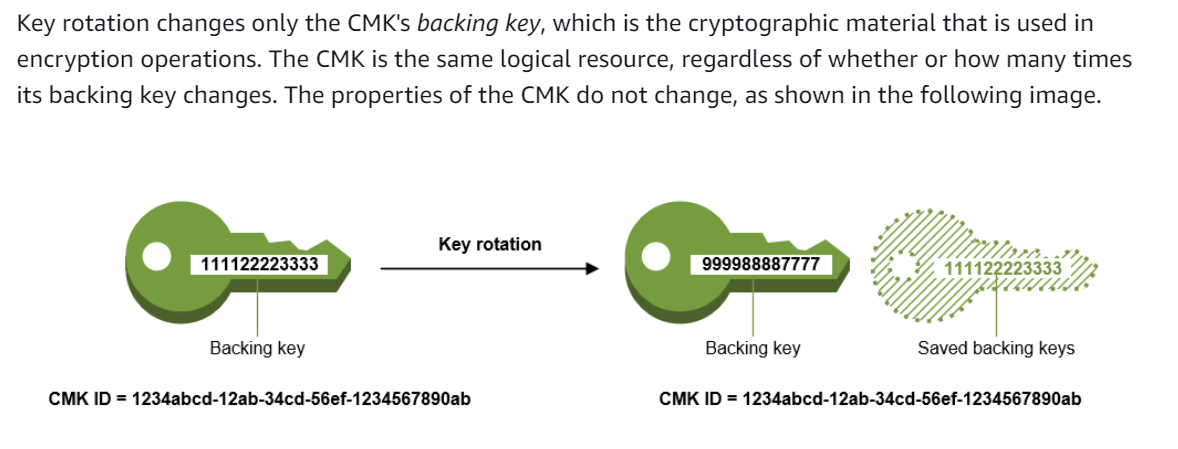 Key rotation changes only the CMK's backing key, which is the cryptographic material that is used in
encryption operations. The CMK is the same logical resource, regardless of whether or how many times
its backing key changes. The properties of the CMK do not change, as shown in the following image.
Key rotation
111122223333
999988887777
111122223333
Backing key
Backing key
Saved backing keys
CMK ID = 1234abcd-12ab-34cd-56ef-1234567890ab
CMK ID = 1234abcd-12ab-34cd-56ef-1234567890ab